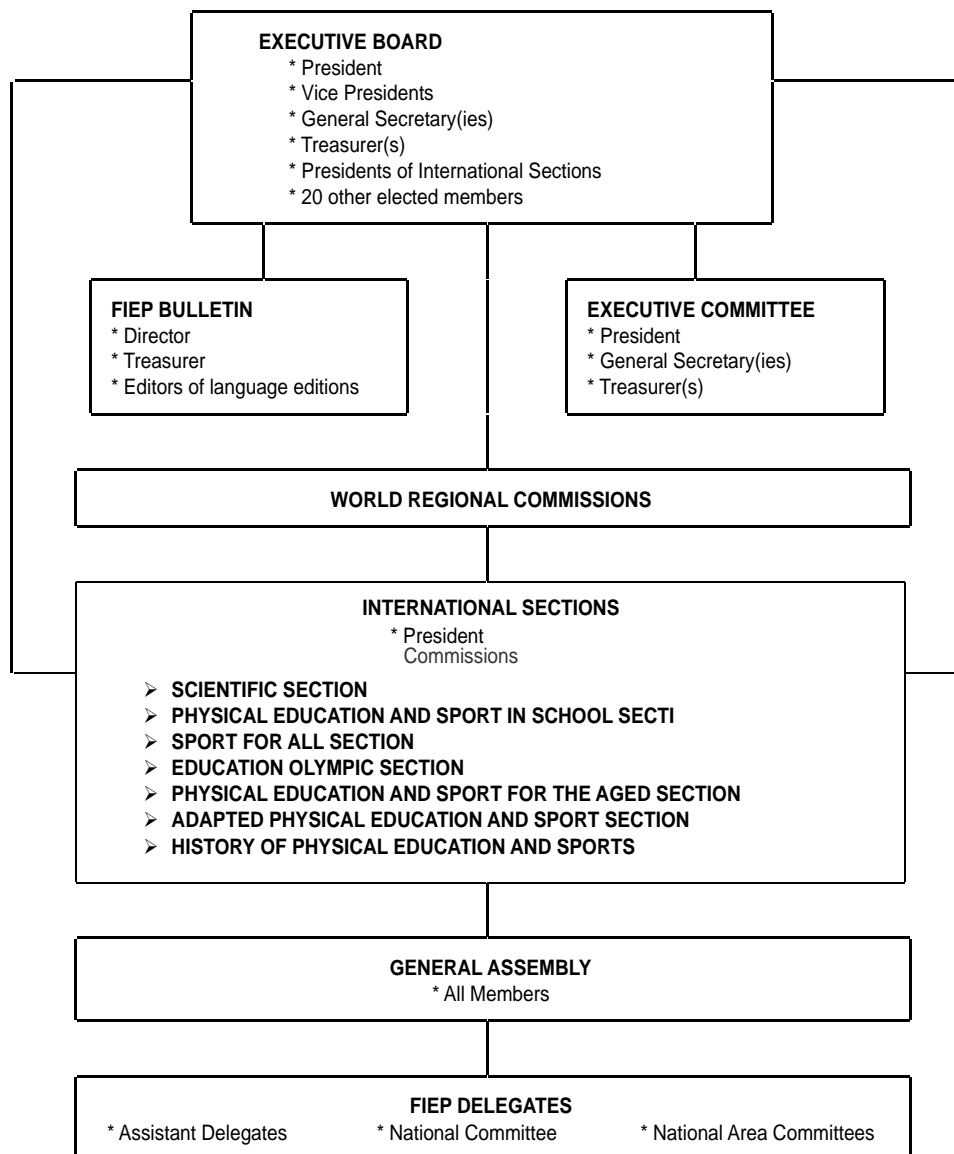 EXECUTIVE BOARD
* President
* Vice Presidents
* General Secretary(ies)
* Treasurer(s)
* Presidents of International Sections
* 20 other elected members
FIEP BULLETIN
* Director
* Treasurer
* Editors of language editions
EXECUTIVE COMMITTEE
* President
* General Secretary(ies)
* Treasurer(s)
WORLD REGIONAL COMMISSIONS
INTERNATIONAL SECTIONS
* President
Commissions
➢ SCIENTIFIC SECTION
➢ PHYSICAL EDUCATION AND SPORT IN SCHOOL SECTI
➢ SPORT FOR ALL SECTION
➢ EDUCATION OLYMPIC SECTION
➢ PHYSICAL EDUCATION AND SPORT FOR THE AGED SECTION
➢ ADAPTED PHYSICAL EDUCATION AND SPORT SECTION
➢ HISTORY OF PHYSICAL EDUCATION AND SPORTS
GENERAL ASSEMBLY
* All Members
FIEP DELEGATES
* Assistant Delegates * National Committee * National Area Committees